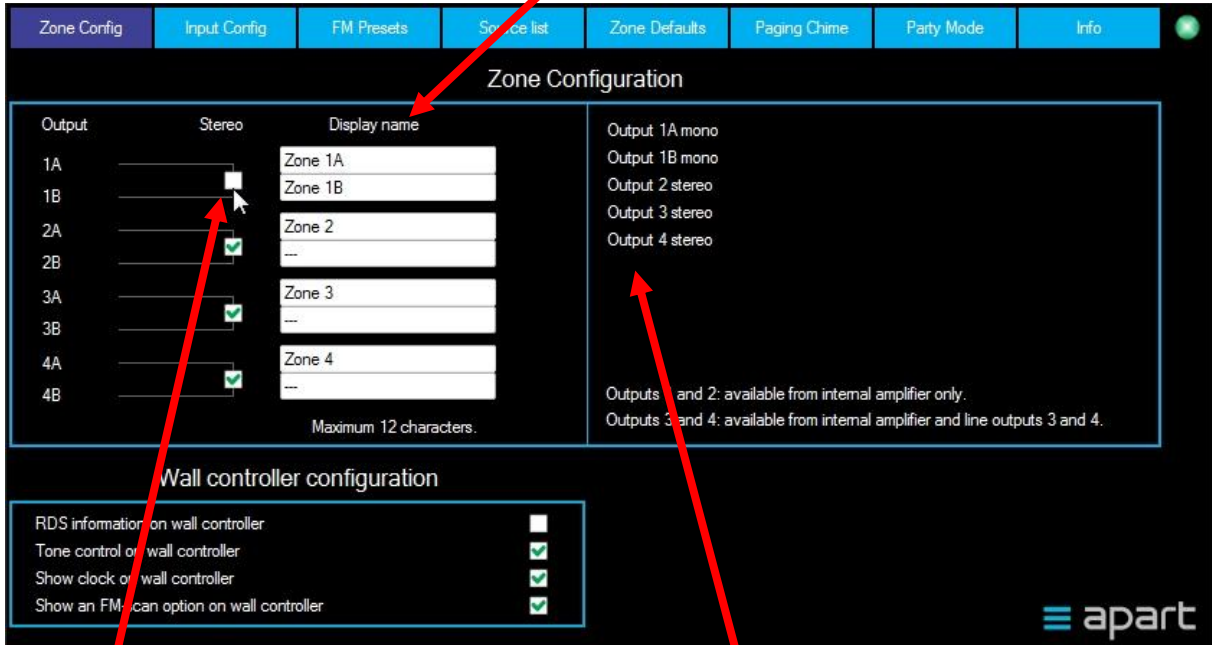 Zone Config Input Config FM Presets Source list Zone Defaults Paging Chime Party Mode Info
Zone Configuration
Output Stereo Display name
1A
1B
2A
2B
3A
3B
4A
4B
Zone 1A
Zone 1B
Zone 2
---
Zone 3
---
Zone 4
---
Maximum 12 characters.
Output 1A mono
Output 1B mono
Output 2 stereo
Output 3 stereo
Output 4 stereo
Outputs 1 and 2: available from internal amplifier only.
Outputs 3 and 4: available from internal amplifier and line outputs 3 and 4.
Wall controller configuration
RDS information on wall controller
Tone control on wall controller
Show clock on wall controller
Show an FM-scan option on wall controller
apart